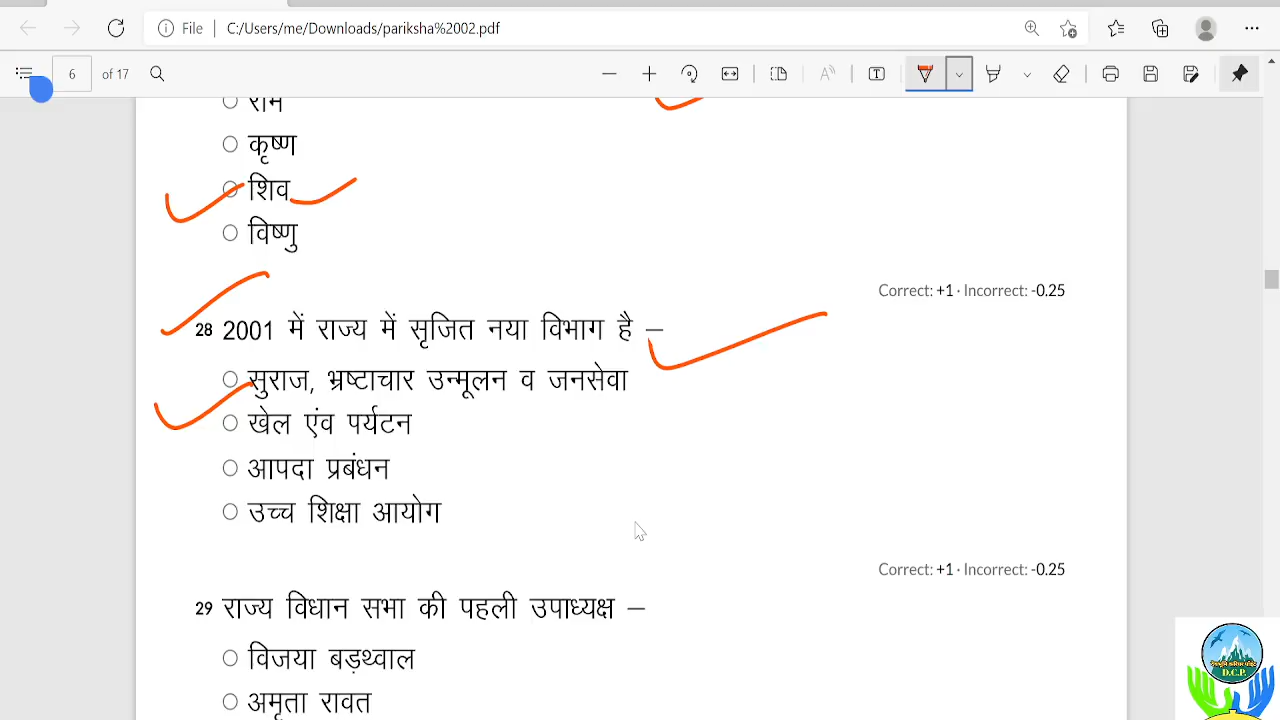 File
C:/Users/me/Downloads/pariksha%2002.pdf
6 of 17
राम
कृष्ण
शिव
विष्णु
Correct: +1 · Incorrect: -0.25
28 2001 में राज्य में सृजित नया विभाग है –
सुराज, भ्रष्टाचार उन्मूलन व जनसेवा
खेल एंव पर्यटन
आपदा प्रबंधन
उच्च शिक्षा आयोग
Correct: +1 · Incorrect: -0.25
29 राज्य विधान सभा की पहली उपाध्यक्ष –
विजया बड़थ्वाल
अमृता रावत
D.C.P.